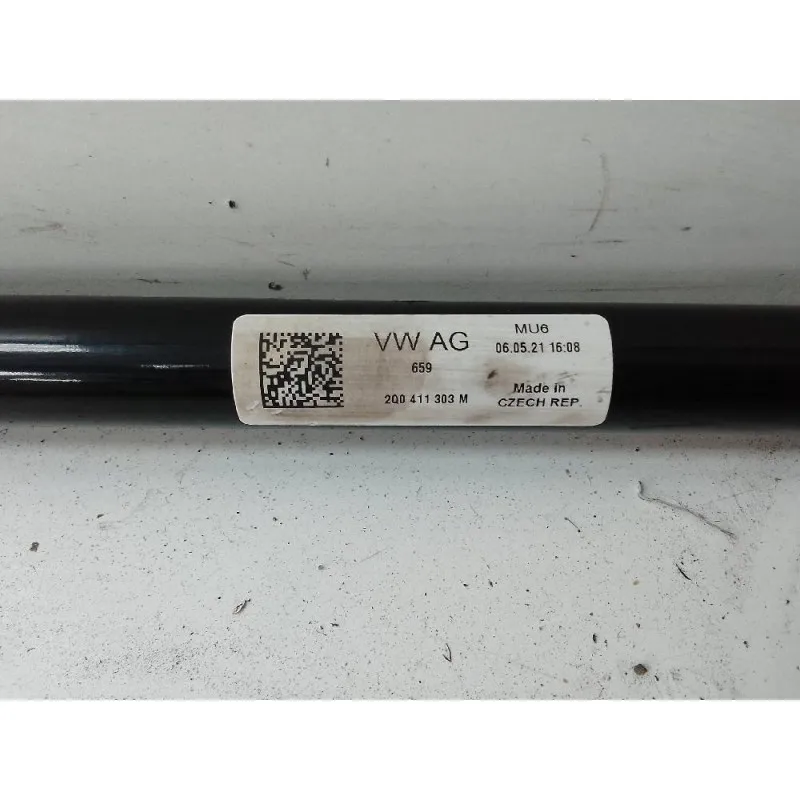 VW AG
659
2Q0 411 303 M
MU6
06.05.21 16:08
Made in
CZECH REP.